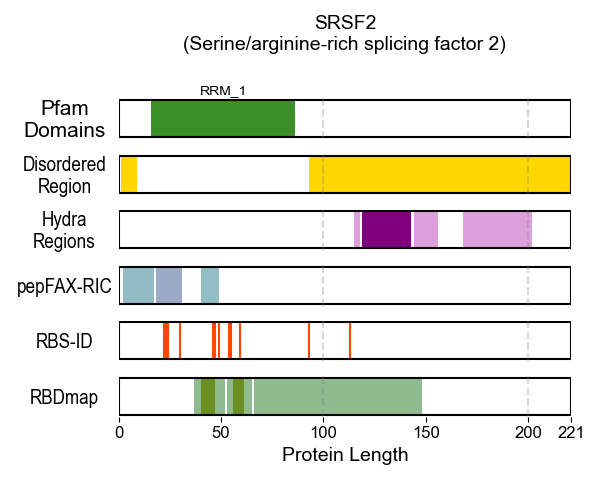 SRSF2
(Serine/arginine-rich splicing factor 2)
RRM_1
Pfam
Domains
Disordered
Region
Hydra
Regions
pepFAX-RIC
RBS-ID
RBDmap
0 50 100 150 200 221
Protein Length